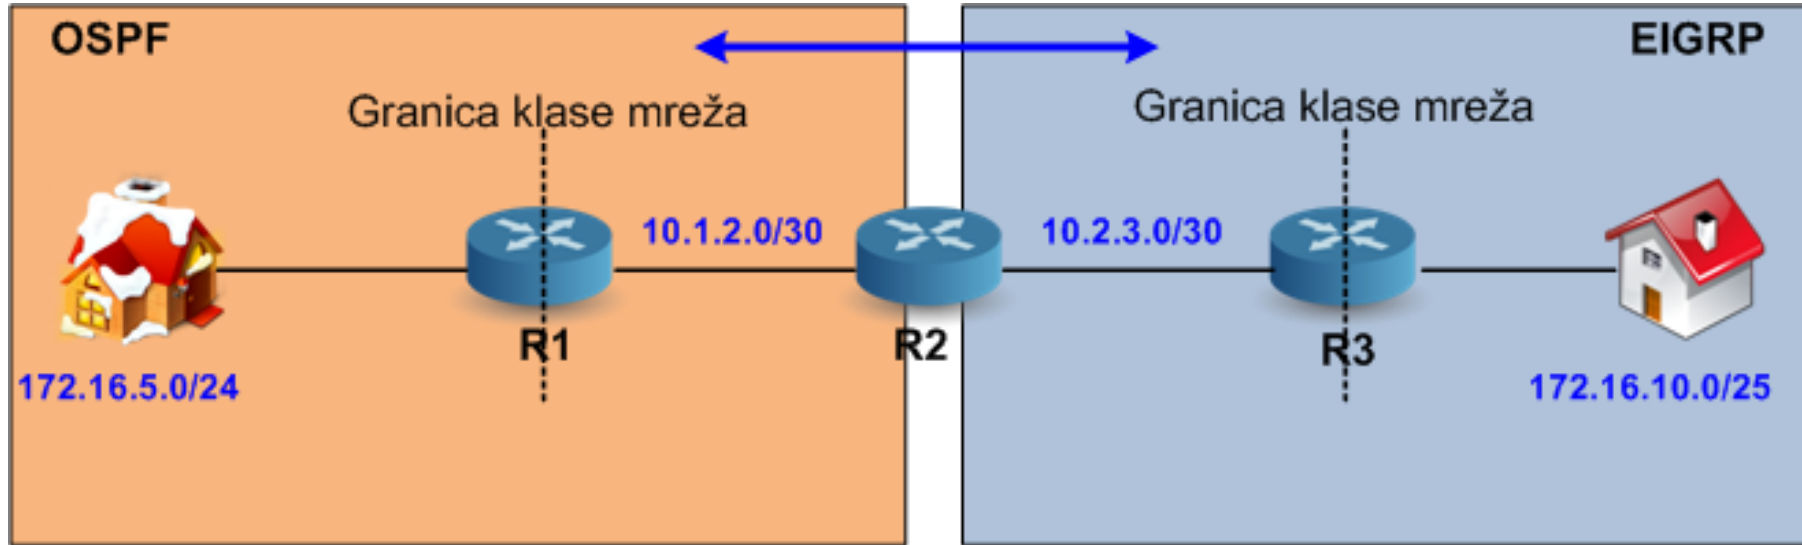 OSPF
EIGRP
Granica klase mreža
Granica klase mreža
10.1.2.0/30
10.2.3.0/30
R1
R2
R3
172.16.5.0/24
172.16.10.0/25